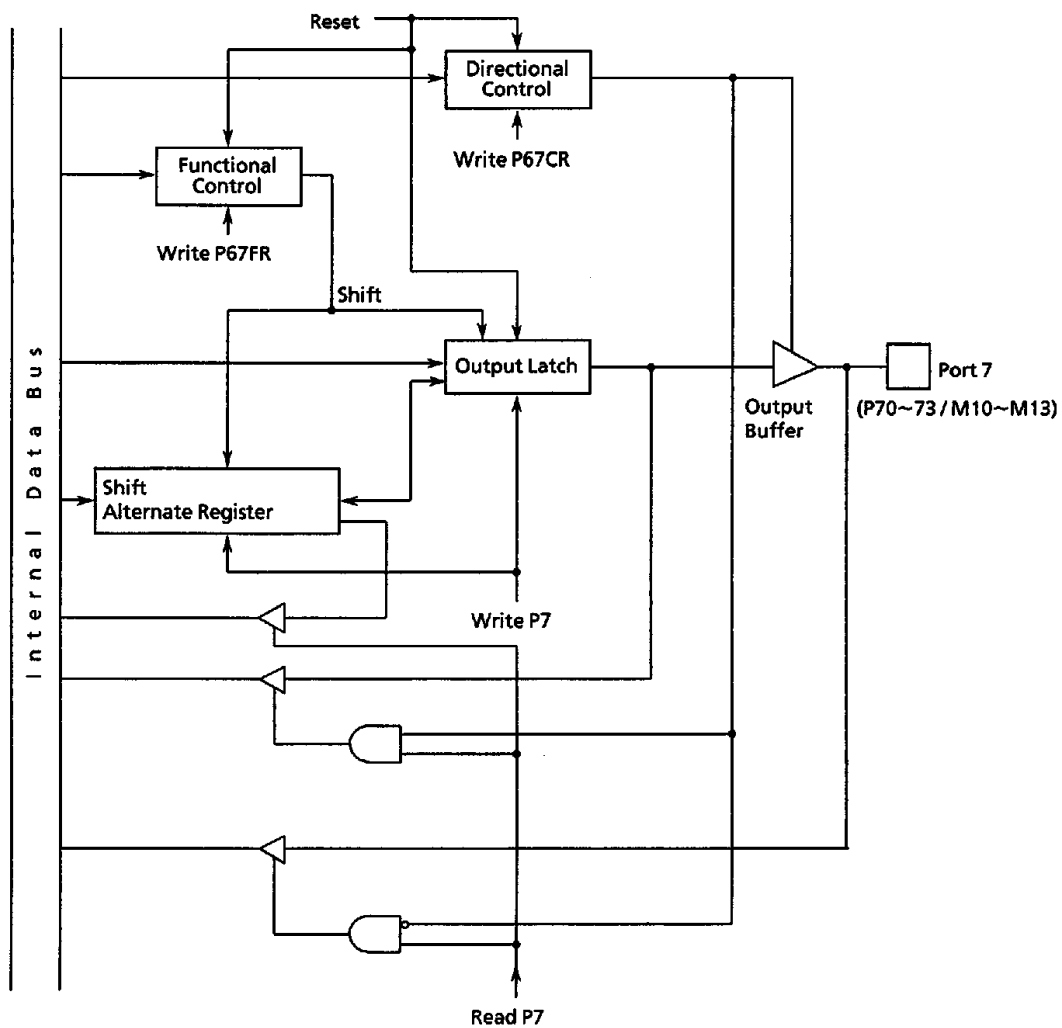 Reset
Directional
Control
Write P67CR
Functional
Control
Write P67FR
Shift
Output Latch
Output
Buffer
Port 7
(P70~73 / M10~M13)
Shift
Alternate Register
Write P7
Internal Data Bus
Read P7